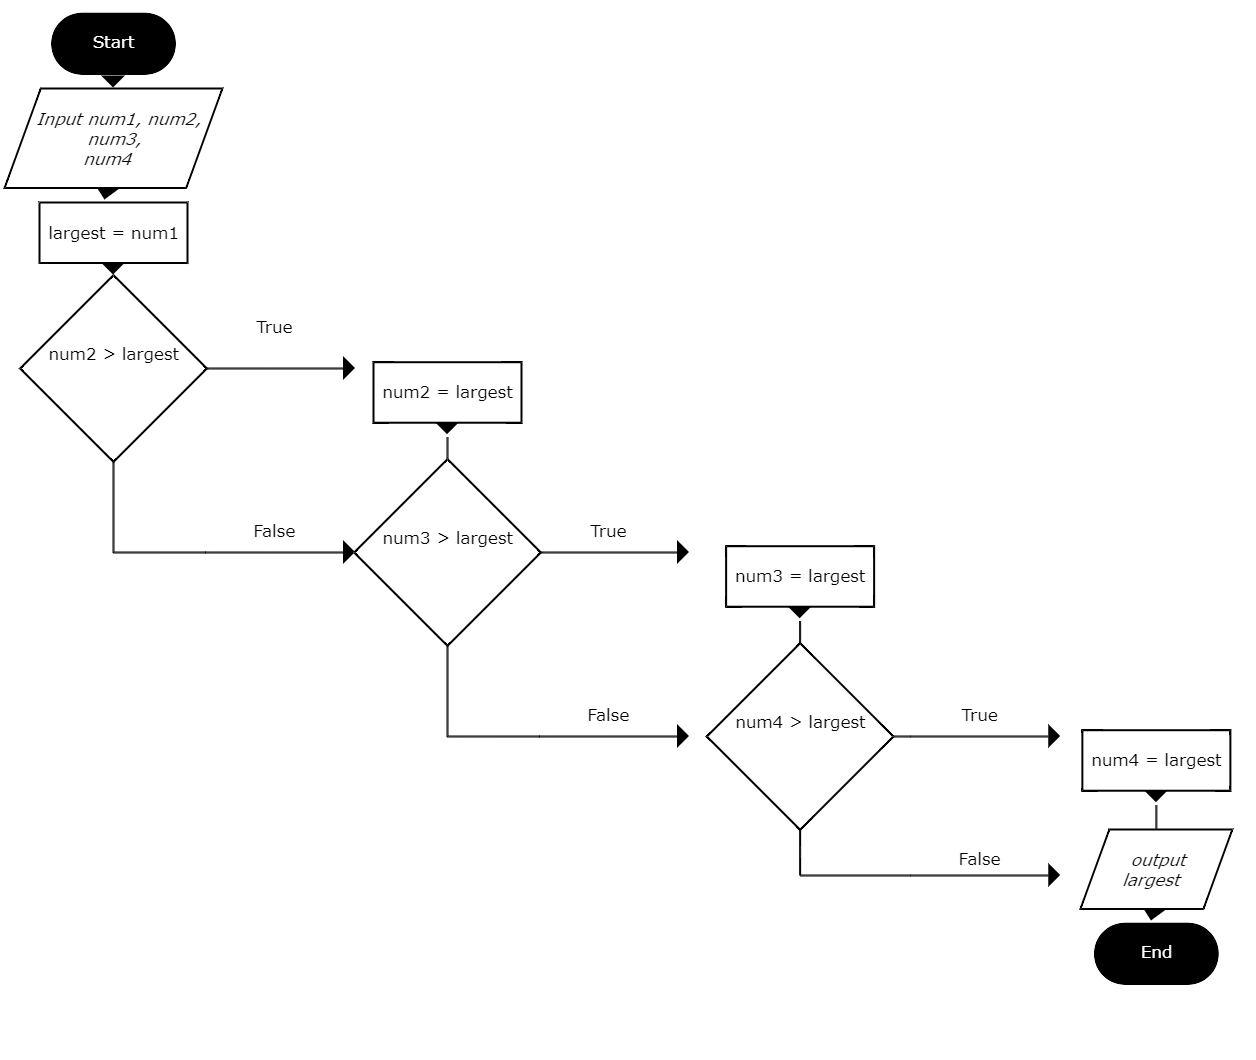 Start
Input num1, num2,
num3,
num4
largest = num1
num2 > largest
True
num2 = largest
False
num3 > largest
True
num3 = largest
False
num4 > largest
True
num4 = largest
False
output
largest
End